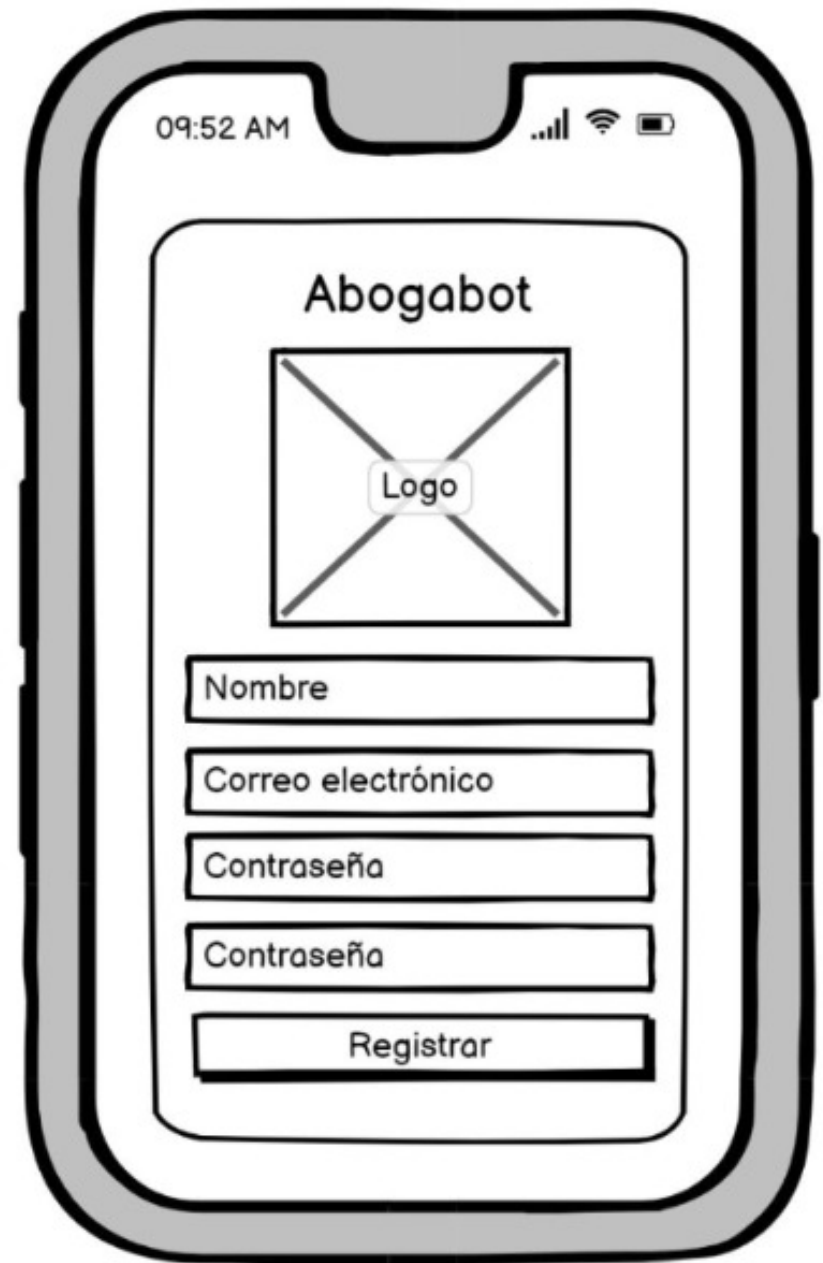 09:52 AM
Abogabot
Logo
Nombre
Correo electrónico
Contraseña
Contraseña
Registrar